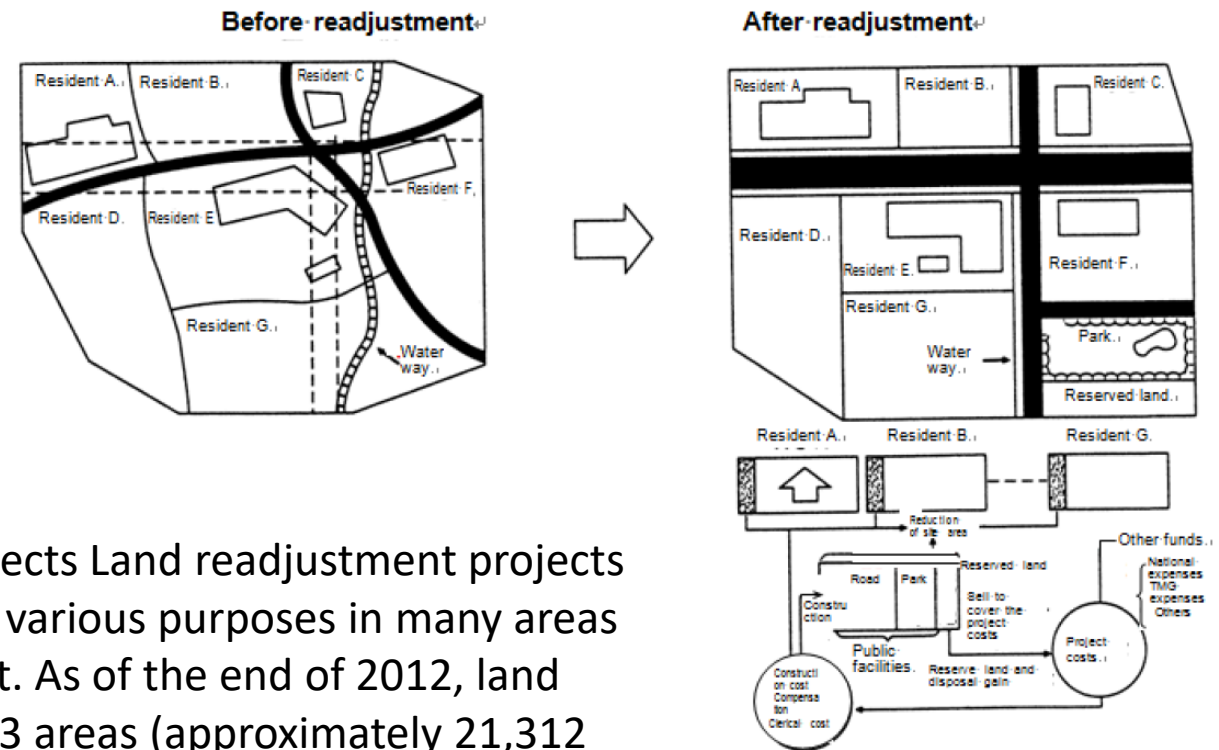 Before readjustment
After readjustment
Resident A.
Resident B.
Resident C
Resident F,
Resident D.
Resident E
Resident G.
Water
way.
Resident A
Resident B.
Resident C.
Resident D.
Resident E.
Resident F.
Resident G.
Water
way.
Park.
Reserved land.
Resident A.
Resident B.
Resident G.
Reduction
of site area
Reserved land
Road
Park
Constru
ction
Public
facilities.
Sell to
cover the
project
costs
Reserve land and
disposal gain
Project
costs.
Other funds.
National
expenses
TMG
expenses
Others
Constructi
on cost
Compensa
tion
Clerical cost
ects Land readjustment projects
various purposes in many areas
t. As of the end of 2012, land
3 areas (approximately 21,312